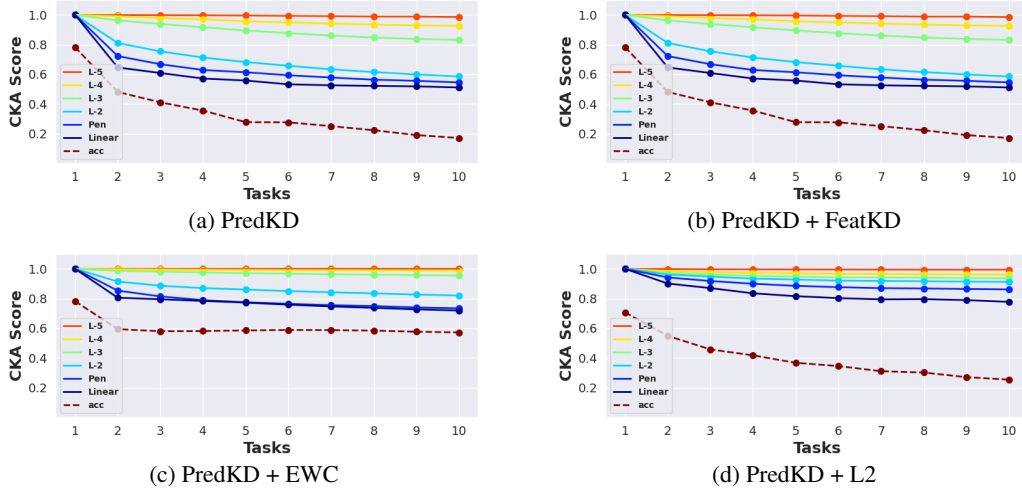 CKA Score
1.0
0.8
0.6
0.4
0.2
L-5
L-4
L-3
L-2
Pen
Linear
acc
1 2 3 4 5 6 7 8 9 10
Tasks
(a) PredKD
CKA Score
1.0
0.8
0.6
0.4
0.2
L-5
L-4
L-3
L-2
Pen
Linear
acc
1 2 3 4 5 6 7 8 9 10
Tasks
(b) PredKD + FeatKD
CKA Score
1.0
0.8
0.6
0.4
0.2
L-5
L-4
L-3
L-2
Pen
Linear
acc
1 2 3 4 5 6 7 8 9 10
Tasks
(c) PredKD + EWC
CKA Score
1.0
0.8
0.6
0.4
0.2
L-5
L-4
L-3
L-2
Pen
Linear
acc
1 2 3 4 5 6 7 8 9 10
Tasks
(d) PredKD + L2